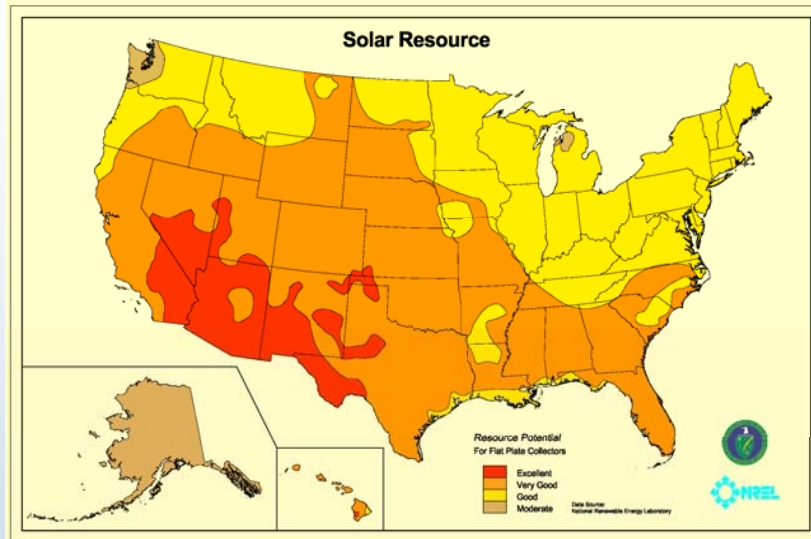 Solar Resource
Resource Potential
For Flat Plate Collectors
Excellent
Very Good
Good
Moderate
Data Source:
National Renewable Energy Laboratory
NREL